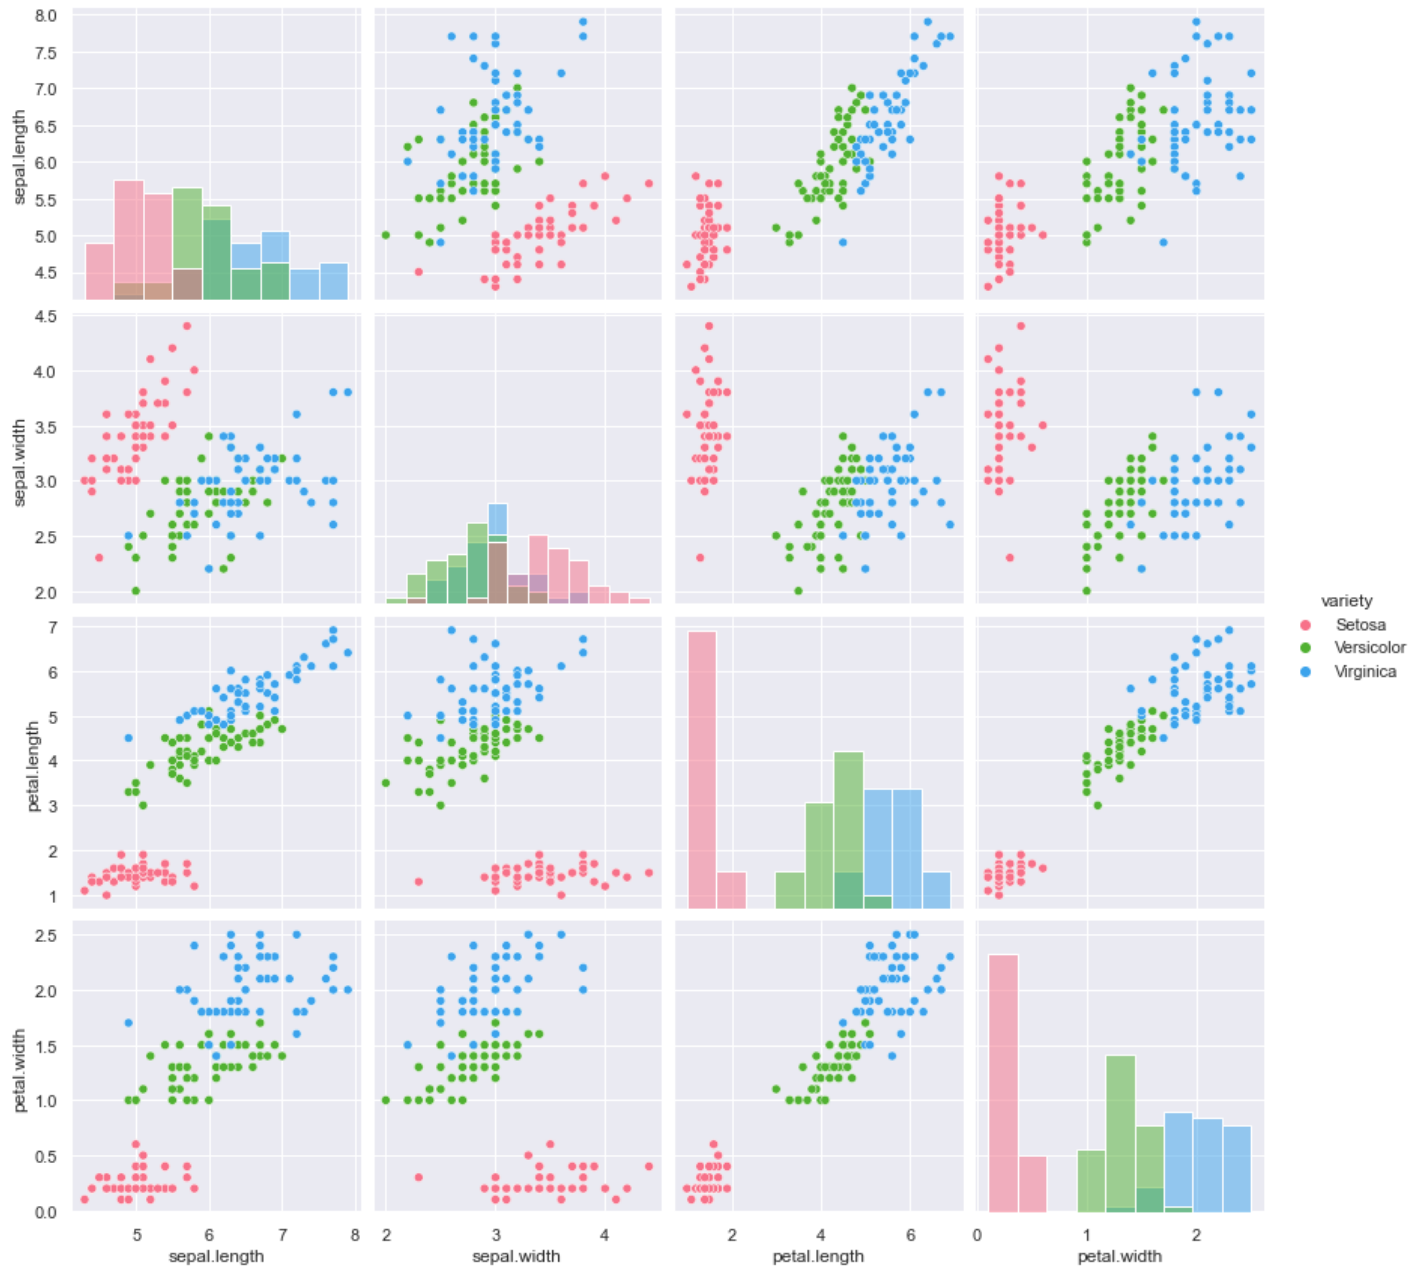 8.0
7.5
7.0
6.5
6.0
5.5
5.0
4.5
sepal.length
4.5
4.0
3.5
3.0
2.5
2.0
sepal.width
7
6
5
4
3
2
1
petal.length
variety
Setosa
Versicolor
Virginica
2.5
2.0
1.5
1.0
0.5
0.0
petal.width
5 6 7 8 2 3 4 2 4 6 0 1 2
sepal.length sepal.width petal.length petal.width